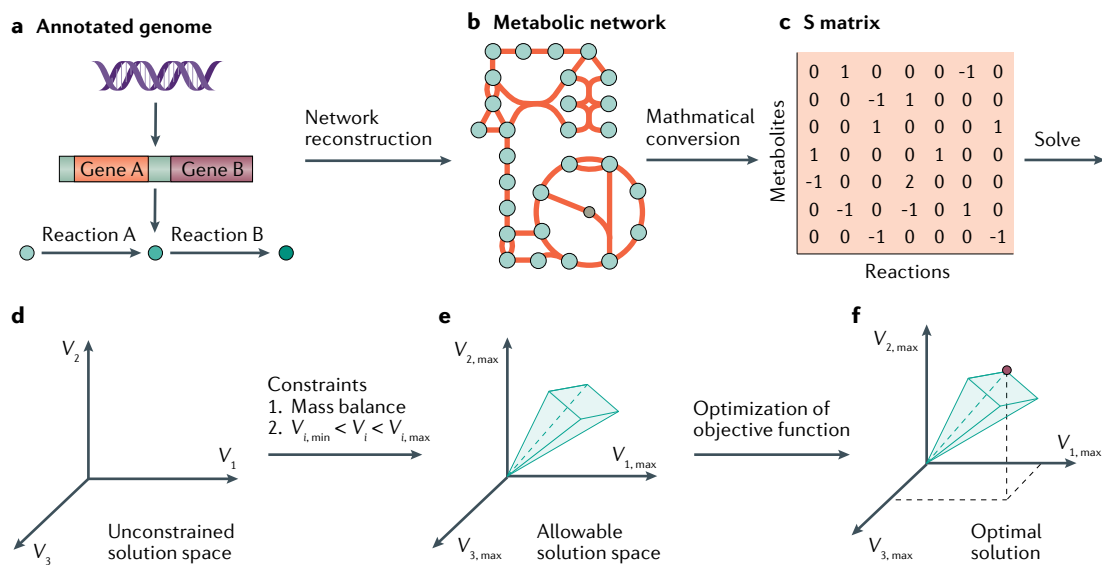 a Annotated genome
Gene A
Gene B
Reaction A
Reaction B
Network
reconstruction
b Metabolic network
Mathmatical
conversion
c S matrix
Metabolites
0 1 0 0 0 -1 0
0 0 -1 1 0 0 0
0 0 1 0 0 0 1
1 0 0 0 1 0 0
-1 0 0 2 0 0 0
0 -1 0 -1 0 1 0
0 0 -1 0 0 0 -1
Reactions
Solve
d
V2
V1
V3
Unconstrained
solution space
Constraints
1. Mass balance
2. Vi, min < Vi < Vi, max
e
V2, max
V1, max
V3, max
Allowable
solution space
Optimization of
objective function
f
V2, max
V1, max
V3, max
Optimal
solution